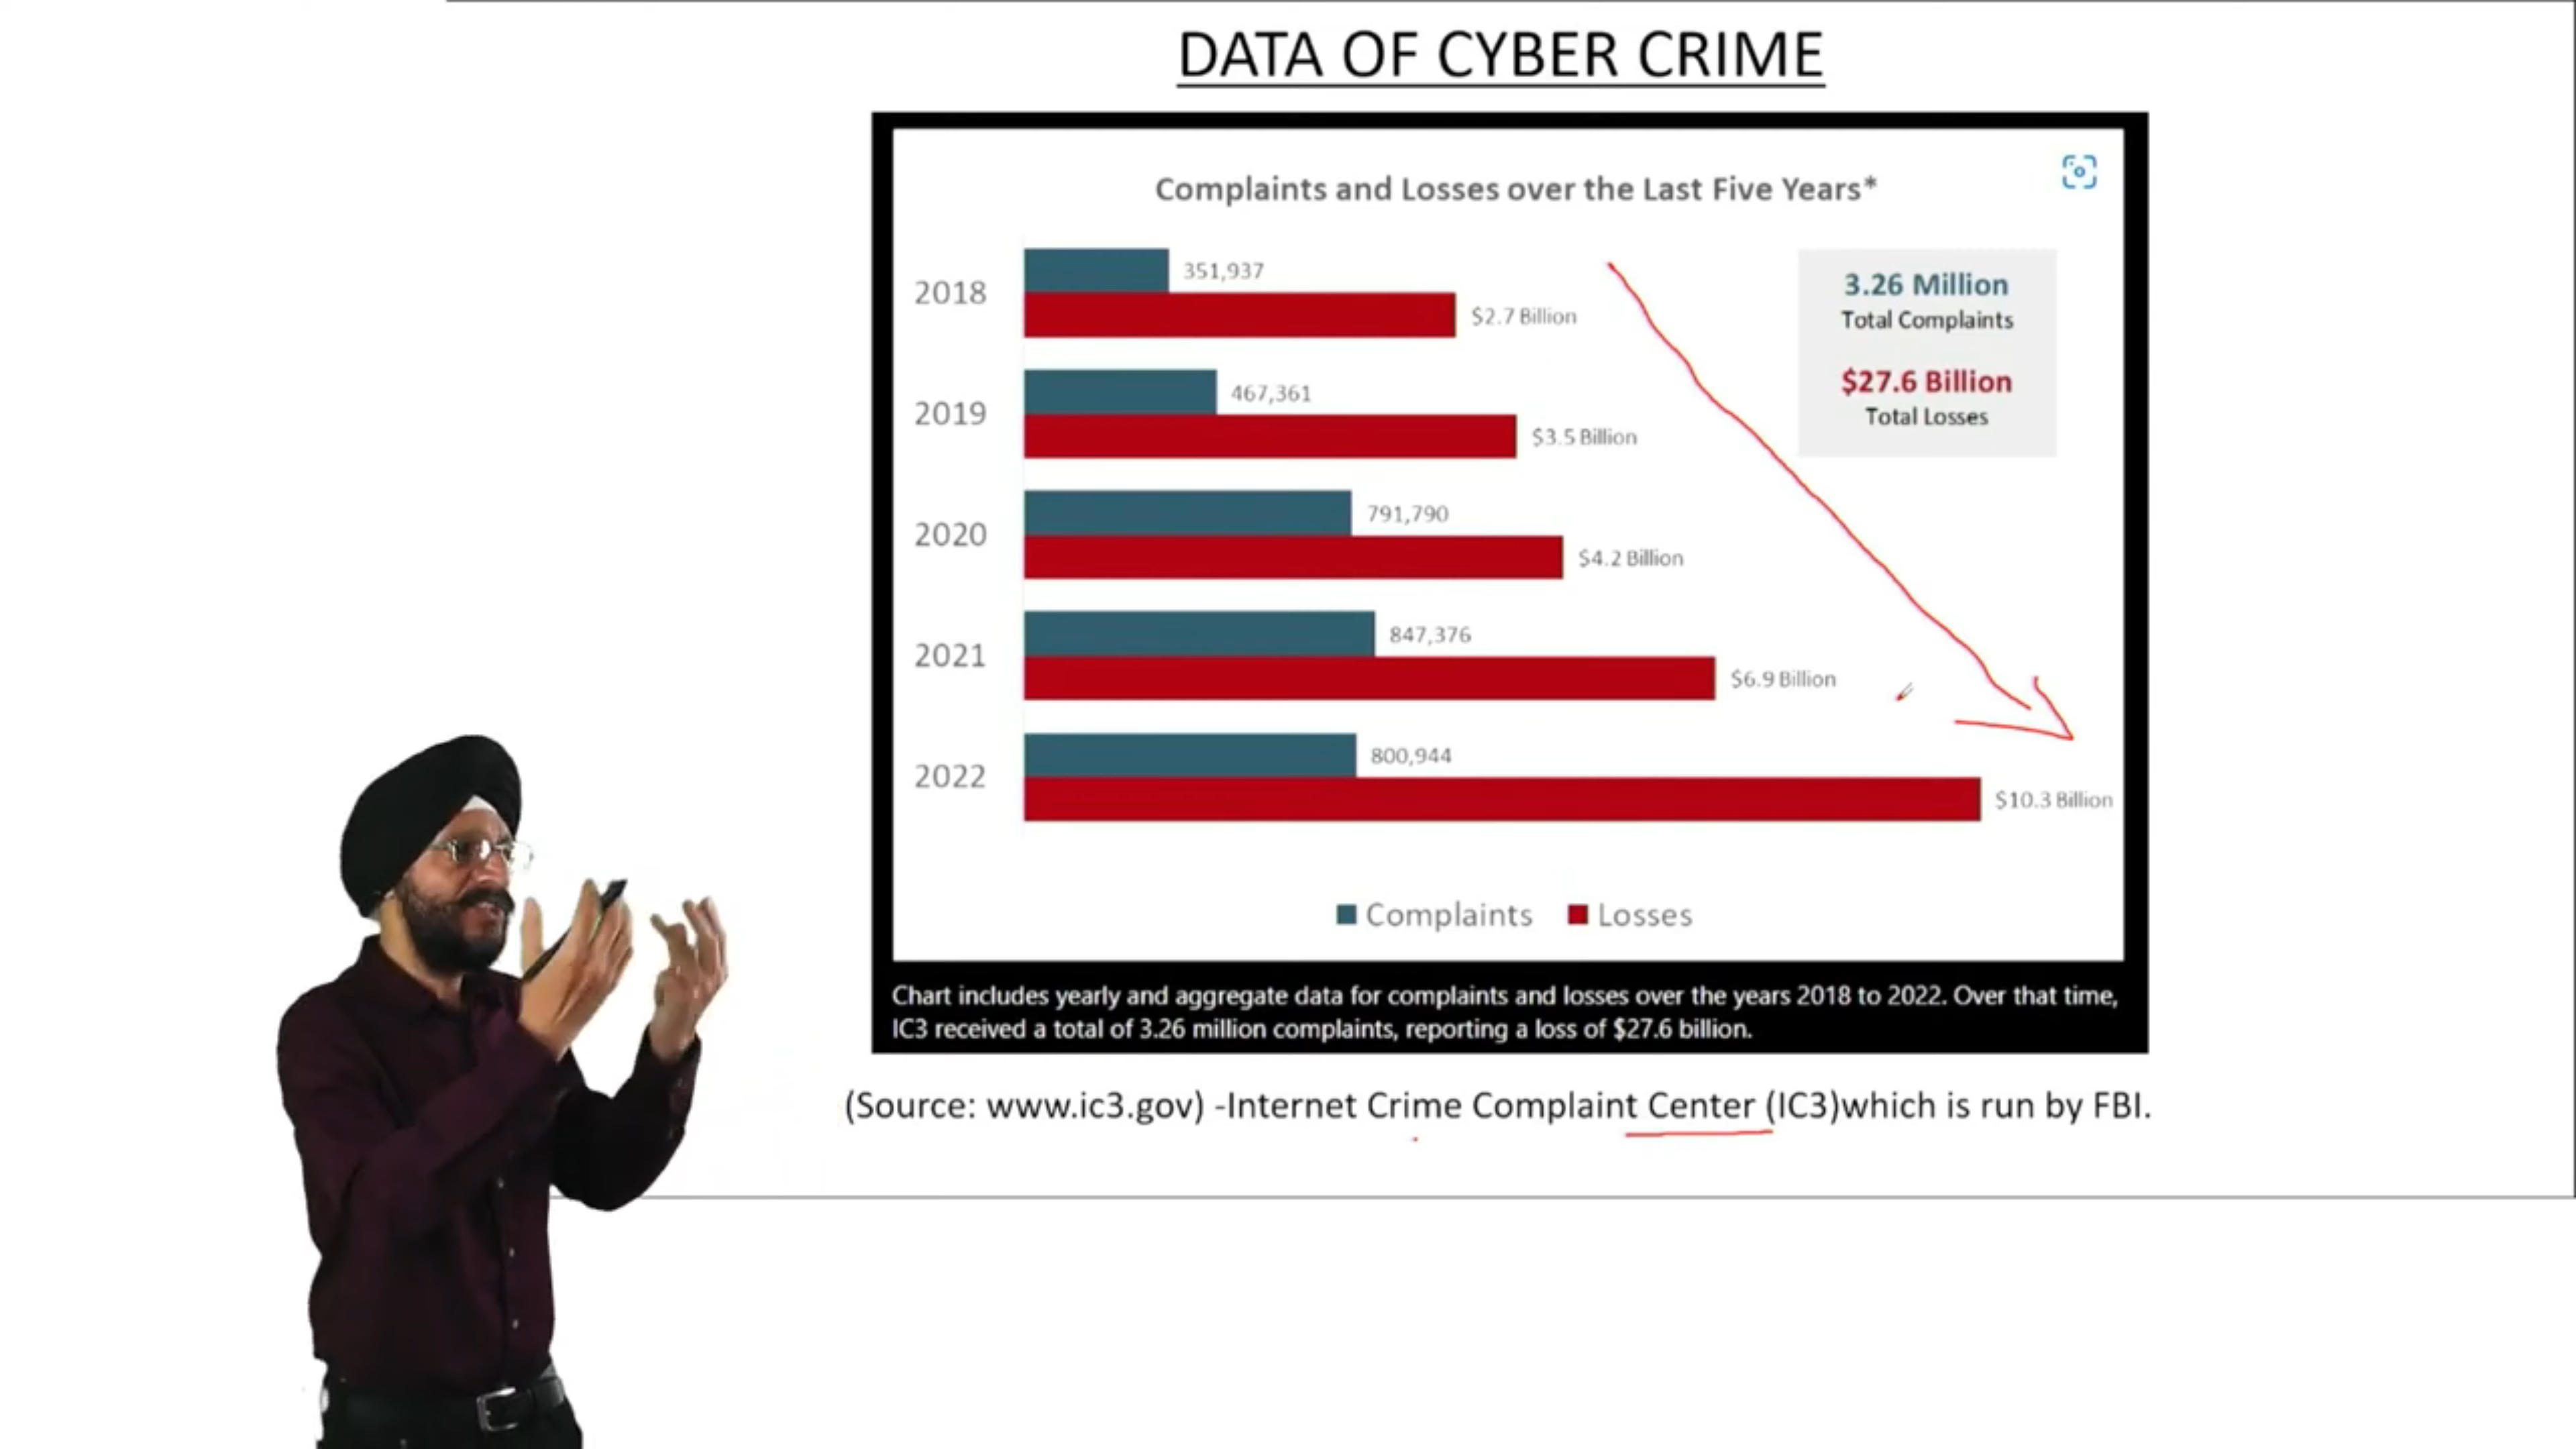 DATA OF CYBER CRIME
Complaints and Losses over the Last Five Years*
2018
351,937
$2.7 Billion
3.26 Million
Total Complaints
$27.6 Billion
Total Losses
2019
467,361
$3.5 Billion
2020
791,790
$4.2 Billion
2021
847,376
$6.9 Billion
2022
800,944
$10.3 Billion
Complaints Losses
Chart includes yearly and aggregate data for complaints and losses over the years 2018 to 2022. Over that time,
IC3 received a total of 3.26 million complaints, reporting a loss of $27.6 billion.
(Source: www.ic3.gov) -Internet Crime Complaint Center (IC3)which is run by FBI.